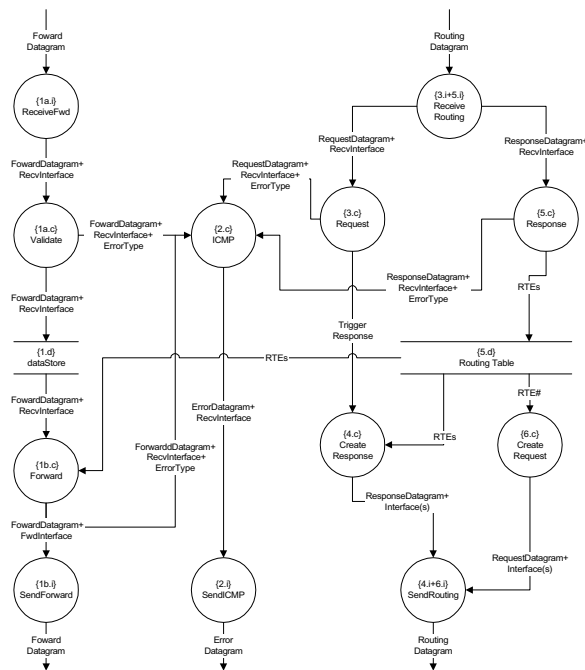 Foward
Datagram
Routing
Datagram
{1a.i}
ReceiveFwd
{3.i+5.i}
Receive
Routing
RequestDatagram+
RecvInterface
ResponseDatagram+
RecvInterface
FowardDatagram+
RecvInterface
RequestDatagram+
RecvInterface+
ErrorType
{1a.c}
Validate
FowardDatagram+
RecvInterface+
ErrorType
{2.c}
ICMP
{3.c}
Request
{5.c}
Response
FowardDatagram+
RecvInterface
ResponseDatagram+
RecvInterface+
ErrorType
RTEs
Trigger
Response
{1.d}
dataStore
RTEs
{5.d}
Routing Table
FowardDatagram+
RecvInterface
ErrorDatagram+
RecvInterface
RTE#
{1b.c}
Forward
ForwarddDatagram+
RecvInterface+
ErrorType
{4.c}
Create
Response
RTEs
{6.c}
Create
Request
FowardDatagram+
FwdInterface
ResponseDatagram+
Interface(s)
RequestDatagram+
Interface(s)
{1b.i}
SendForward
{2.i}
SendICMP
{4.i+6.i}
SendRouting
Foward
Datagram
Error
Datagram
Routing
Datagram